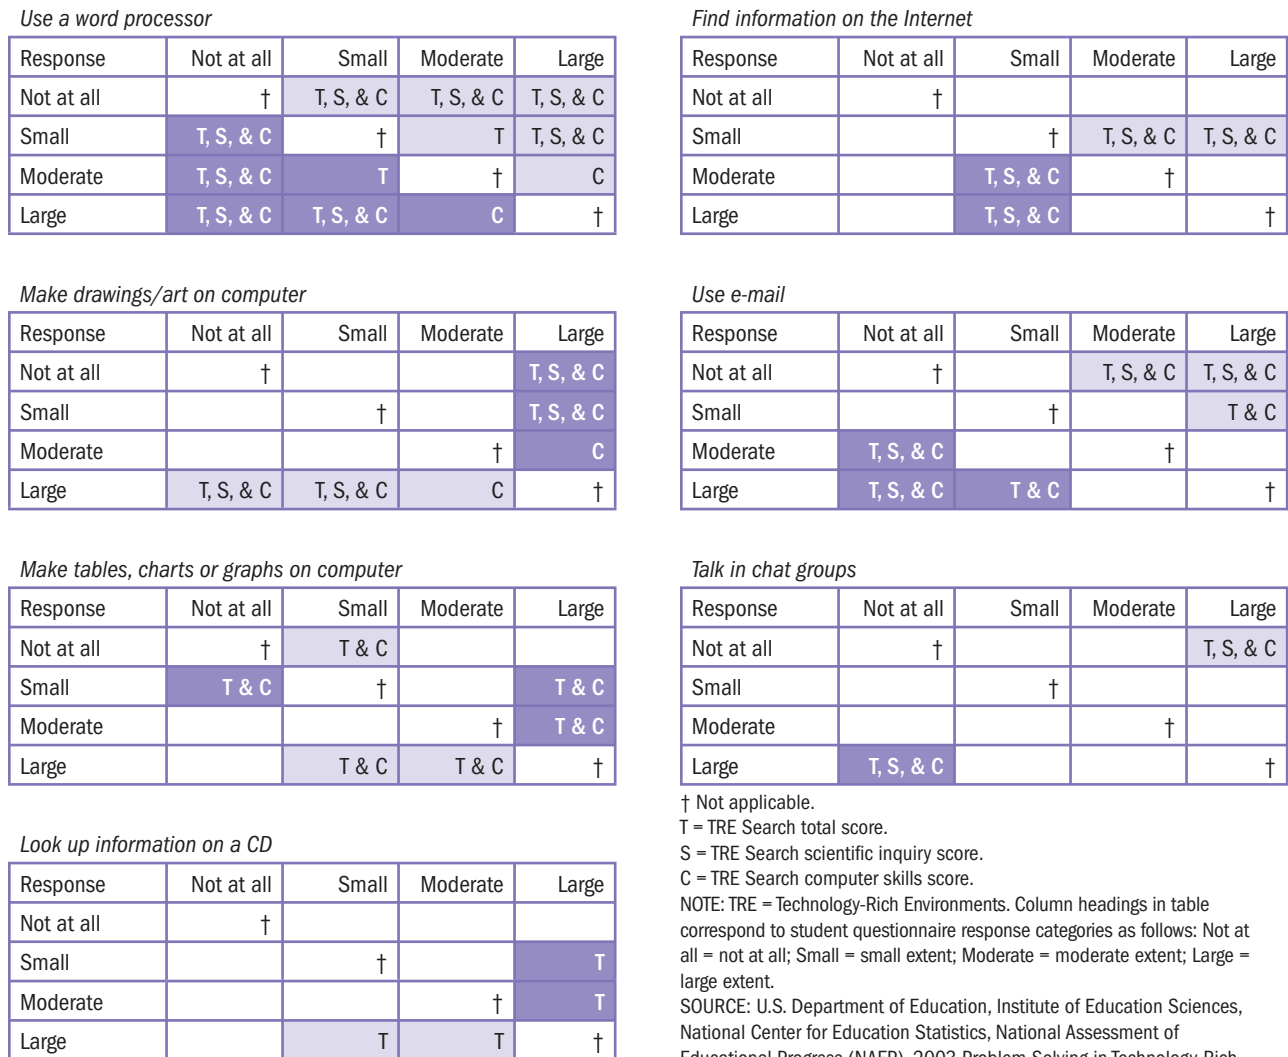 Use a word processor
Response Not at all Small Moderate Large
Not at all † T, S, & C T, S, & C T, S, & C
Small T, S, & C † T T, S, & C
Moderate T, S, & C T † C
Large T, S, & C T, S, & C C †
Make drawings/art on computer
Response Not at all Small Moderate Large
Not at all † T, S, & C
Small † T, S, & C
Moderate † C
Large T, S, & C T, S, & C C †
Make tables, charts or graphs on computer
Response Not at all Small Moderate Large
Not at all † T & C
Small T & C † T & C
Moderate † T & C
Large T & C T & C †
Look up information on a CD
Response Not at all Small Moderate Large
Not at all †
Small † T
Moderate † T
Large T T †
Find information on the Internet
Response Not at all Small Moderate Large
Not at all †
Small † T, S, & C T, S, & C
Moderate T, S, & C †
Large T, S, & C †
Use e-mail
Response Not at all Small Moderate Large
Not at all † T, S, & C T, S, & C
Small † T & C
Moderate T, S, & C †
Large T, S, & C T & C †
Talk in chat groups
Response Not at all Small Moderate Large
Not at all † T, S, & C
Small †
Moderate †
Large T, S, & C †
† Not applicable.
T = TRE Search total score.
S = TRE Search scientific inquiry score.
C = TRE Search computer skills score.
NOTE: TRE = Technology-Rich Environments. Column headings in table
correspond to student questionnaire response categories as follows: Not at
all = not at all; Small = small extent; Moderate = moderate extent; Large =
large extent.
SOURCE: U.S. Department of Education, Institute of Education Sciences,
National Center for Education Statistics, National Assessment of
Educational Progress (NAEP), 2003 Problem Solving in Technology-Rich